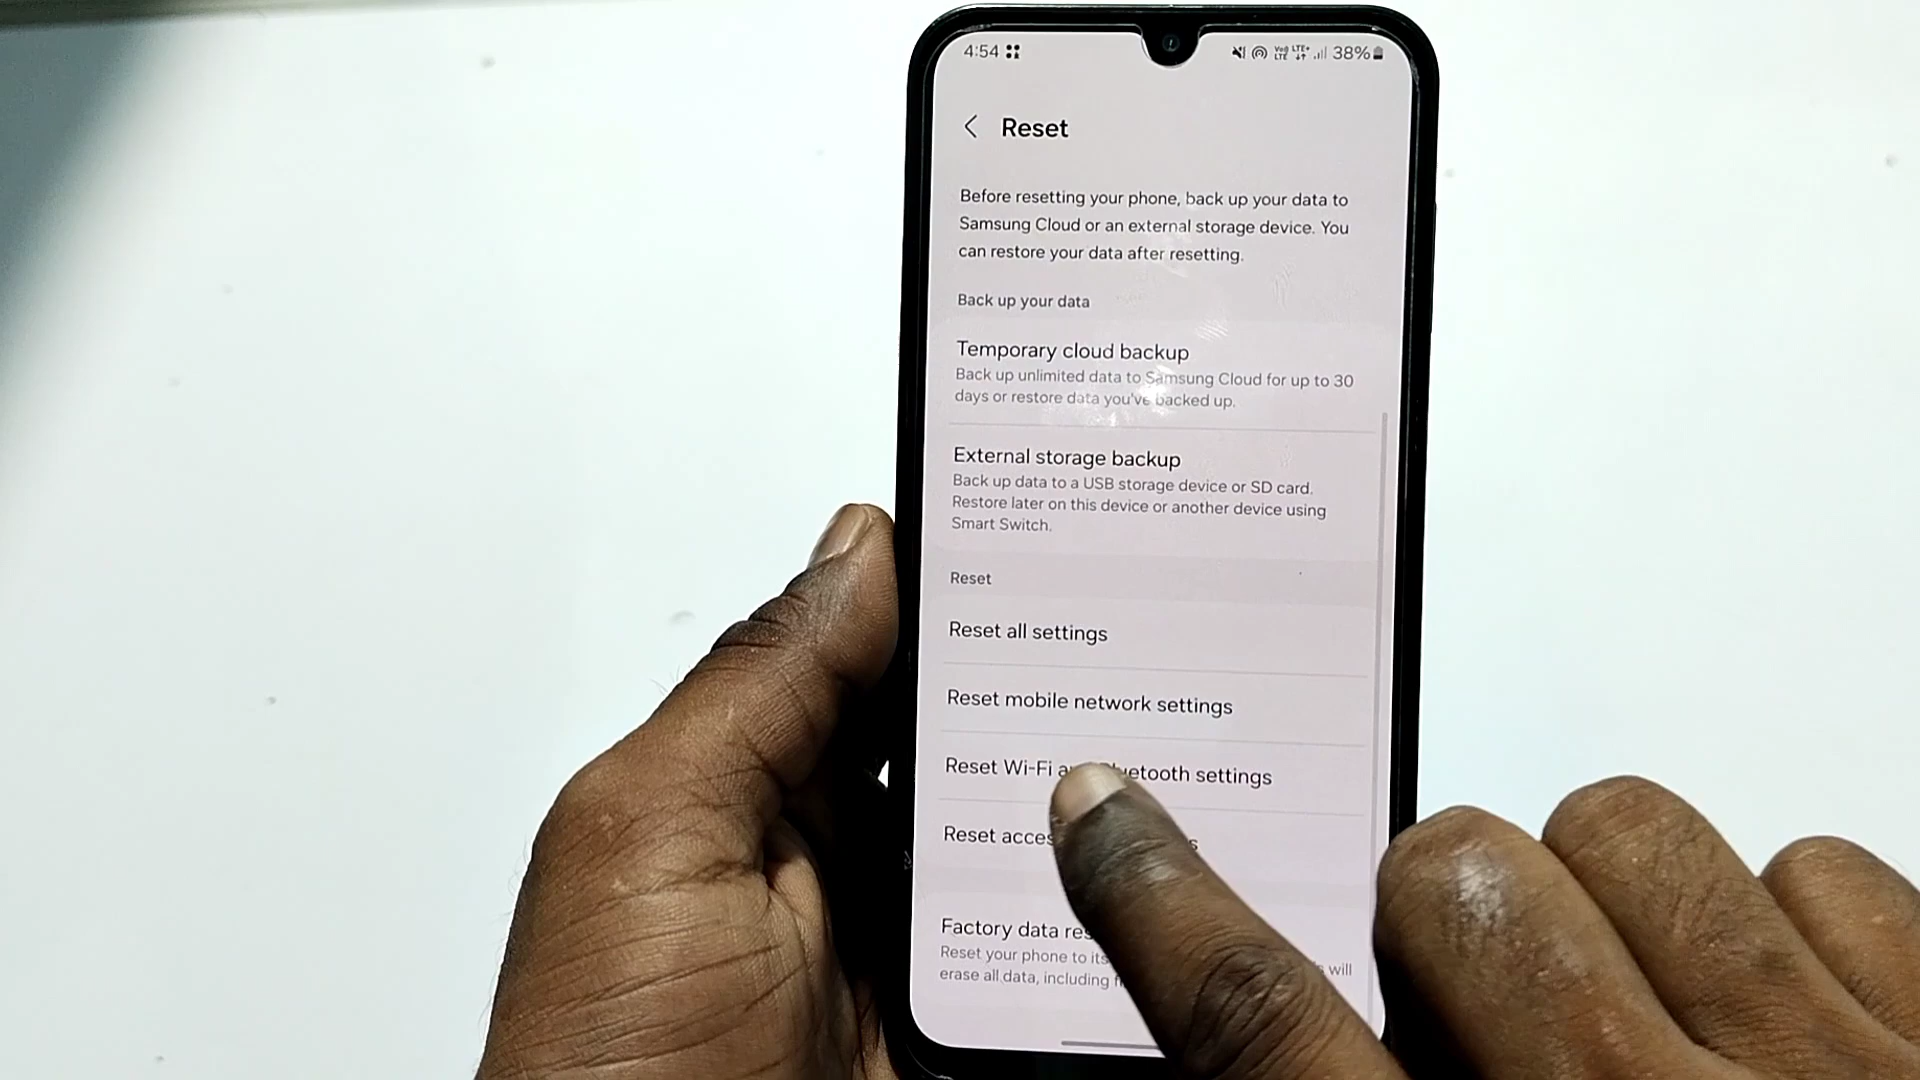 4:54 38%
Reset
Before resetting your phone, back up your data to
Samsung Cloud or an external storage device. You
can restore your data after resetting.
Back up your data
Temporary cloud backup
Back up unlimited data to Samsung Cloud for up to 30
days or restore data you've backed up.
External storage backup
Back up data to a USB storage device or SD card.
Restore later on this device or another device using
Smart Switch.
Reset
Reset all settings
Reset mobile network settings
Reset Wi-Fi settings
Reset
Factory data
Reset your phone to its will
erase all data, including